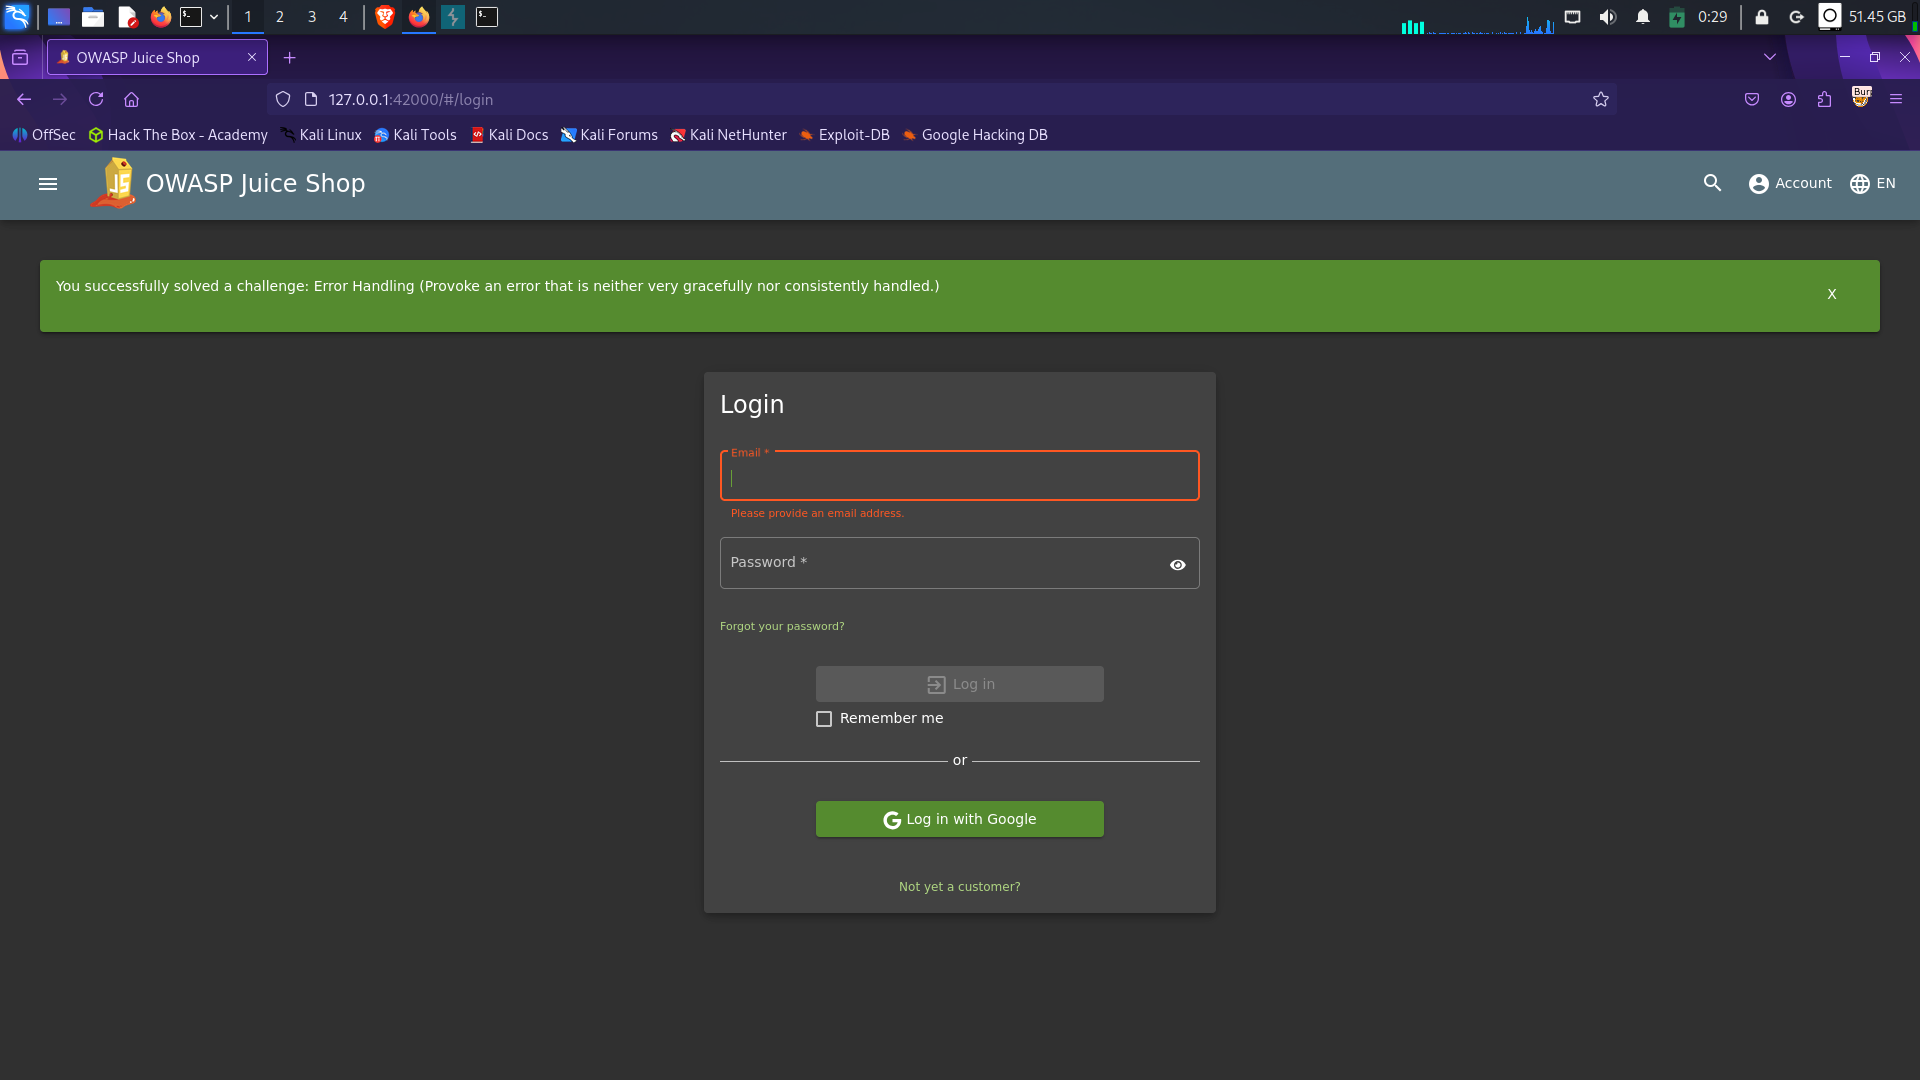 1 2 3 4 0:29 51.45 GB
OWASP Juice Shop
127.0.0.1:42000/#/login
Burp
OffSec Hack The Box - Academy Kali Linux Kali Tools Kali Docs Kali Forums Kali NetHunter Exploit-DB Google Hacking DB
JS OWASP Juice Shop Account EN
You successfully solved a challenge: Error Handling (Provoke an error that is neither very gracefully nor consistently handled.) X
Login
Email *
Please provide an email address.
Password *
Forgot your password?
Log in
Remember me
or
G Log in with Google
Not yet a customer?